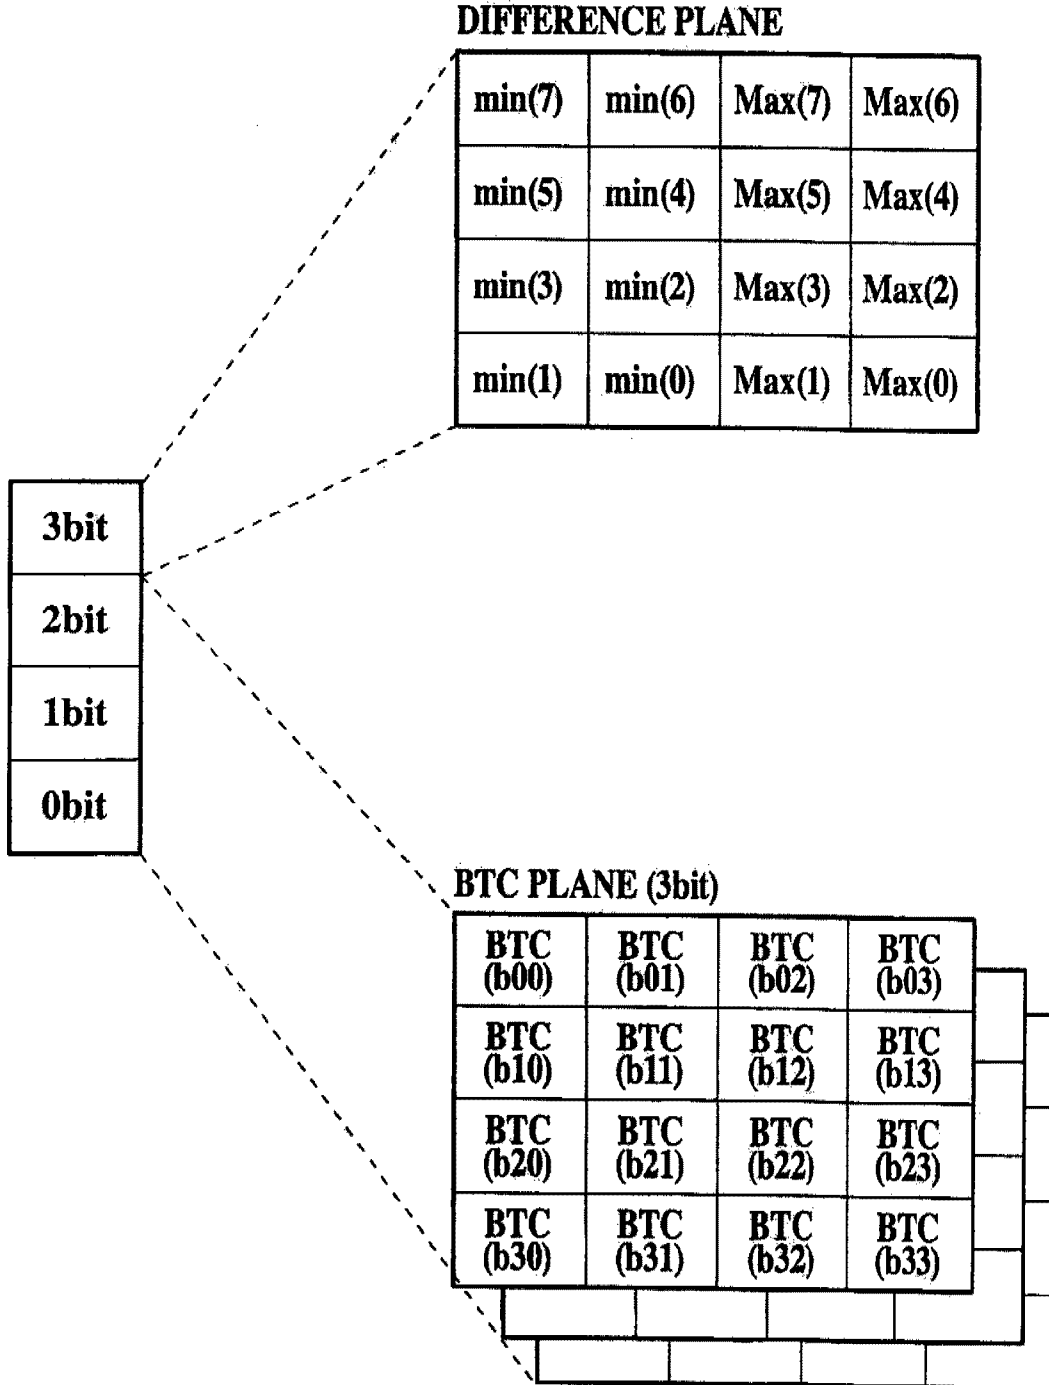 DIFFERENCE PLANE
min(7) min(6) Max(7) Max(6)
min(5) min(4) Max(5) Max(4)
min(3) min(2) Max(3) Max(2)
min(1) min(0) Max(1) Max(0)
3bit
2bit
1bit
0bit
BTC PLANE (3bit)
BTC BTC BTC BTC
(b00) (b01) (b02) (b03)
BTC BTC BTC BTC
(b10) (b11) (b12) (b13)
BTC BTC BTC BTC
(b20) (b21) (b22) (b23)
BTC BTC BTC BTC
(b30) (b31) (b32) (b33)